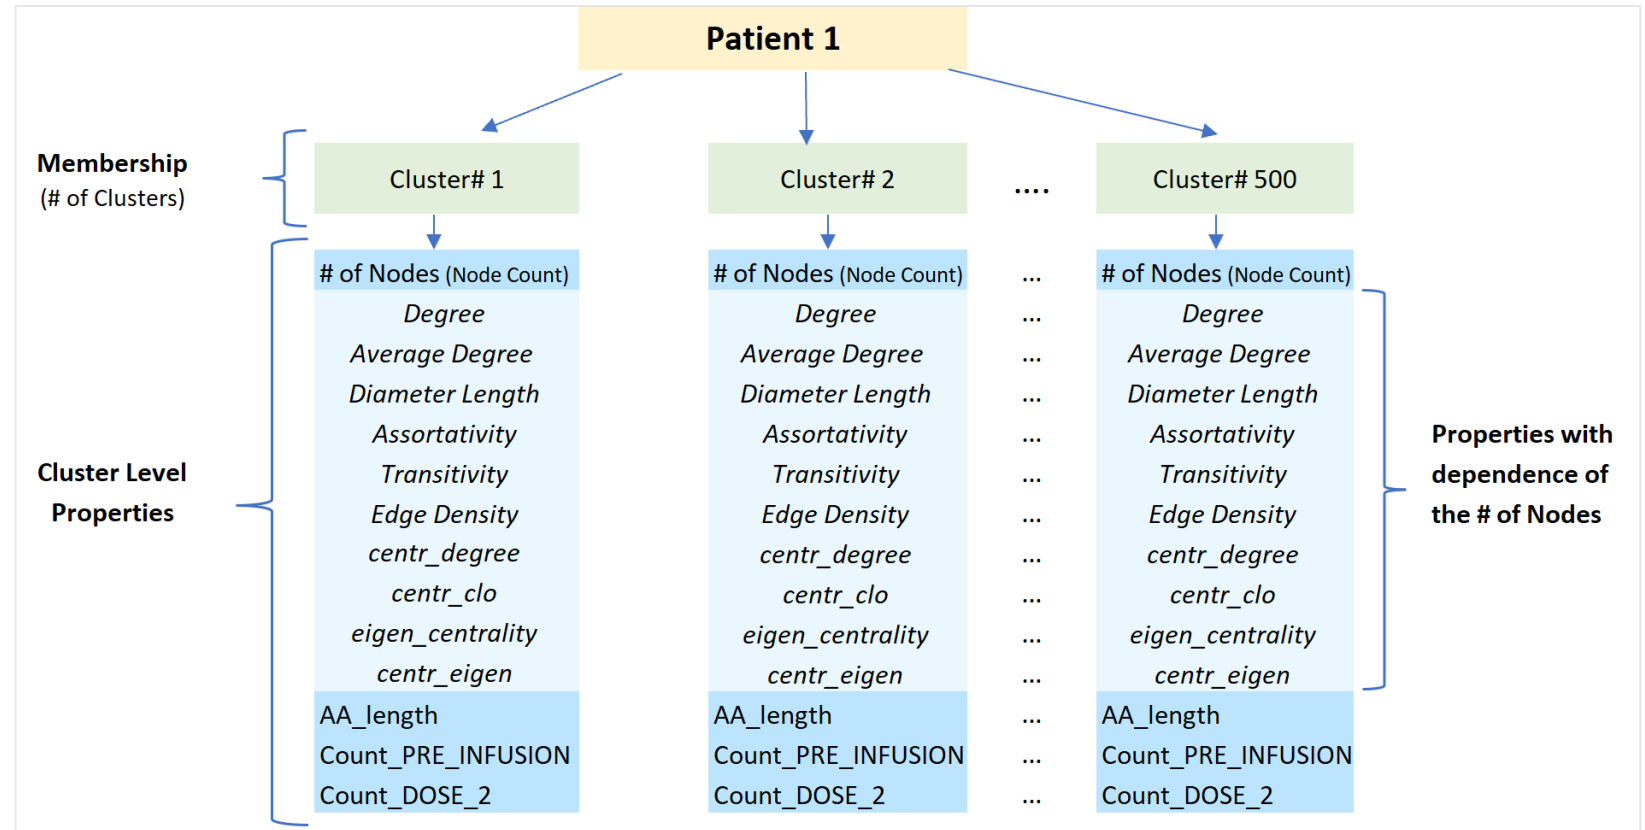 Patient 1
Membership
(# of Clusters)
Cluster# 1 Cluster# 2 .... Cluster# 500
# of Nodes (Node Count) # of Nodes (Node Count) ... # of Nodes (Node Count)
Degree Degree ... Degree
Average Degree Average Degree ... Average Degree
Diameter Length Diameter Length ... Diameter Length
Assortativity Assortativity ... Assortativity
Transitivity Transitivity ... Transitivity
Edge Density Edge Density ... Edge Density
centr_degree centr_degree ... centr_degree
centr_clo centr_clo ... centr_clo
eigen_centrality eigen_centrality ... eigen_centrality
centr_eigen centr_eigen ... centr_eigen
AA_length AA_length ... AA_length
Count_PRE_INFUSION Count_PRE_INFUSION ... Count_PRE_INFUSION
Count_DOSE_2 Count_DOSE_2 ... Count_DOSE_2
Cluster Level
Properties
Properties with
dependence of
the # of Nodes